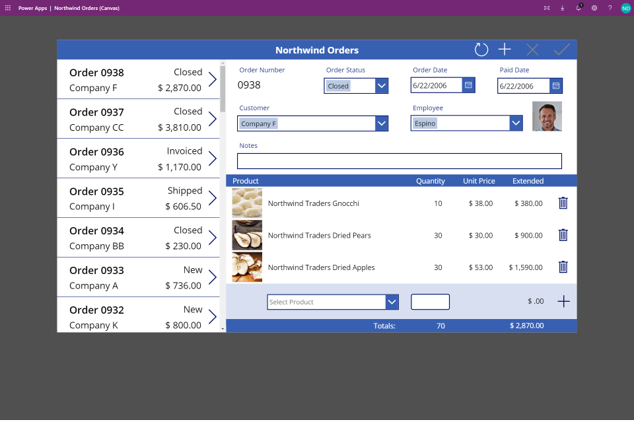 Power Apps | Northwind Orders (Canvas)
ND
Northwind Orders
Order 0938 Closed
Company F $ 2,870.00
Order 0937 Closed
Company CC $ 3,810.00
Order 0936 Invoiced
Company Y $ 1,170.00
Order 0935 Shipped
Company I $ 606.50
Order 0934 Closed
Company BB $ 230.00
Order 0933 New
Company A $ 736.00
Order 0932 New
Company K $ 800.00
Order Number Order Status Order Date Paid Date
0938 Closed 6/22/2006 6/22/2006
Customer Employee
Company F Espino
Notes
Product Quantity Unit Price Extended
Northwind Traders Gnocchi 10 $ 38.00 $ 380.00
Northwind Traders Dried Pears 30 $ 30.00 $ 900.00
Northwind Traders Dried Apples 30 $ 53.00 $ 1,590.00
Select Product $ .00
Totals: 70 $ 2,870.00